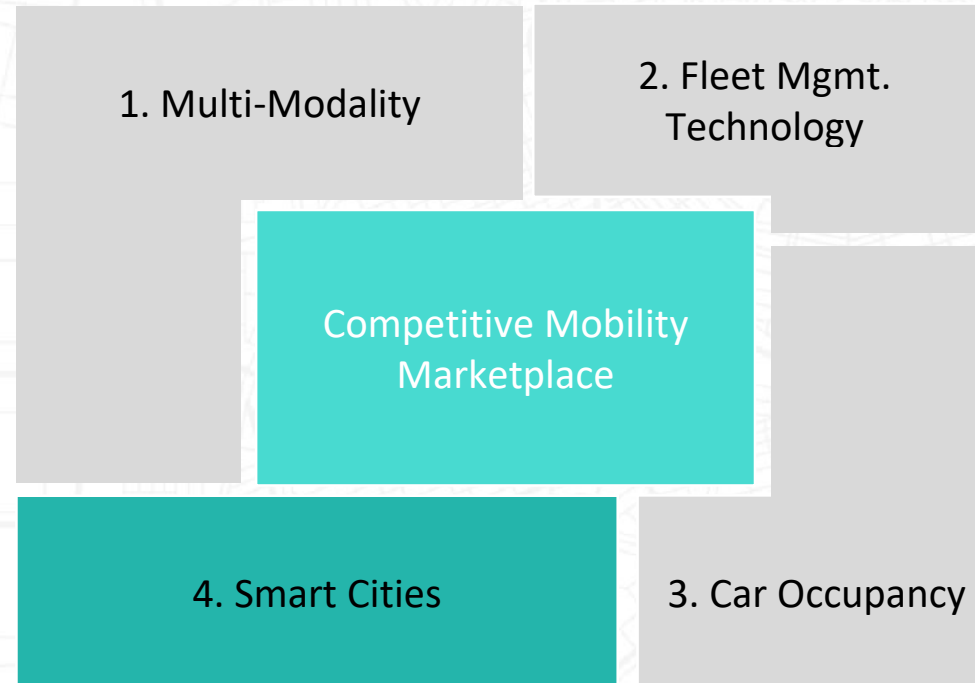 1. Multi-Modality
2. Fleet Mgmt.
Technology
Competitive Mobility
Marketplace
4. Smart Cities
3. Car Occupancy